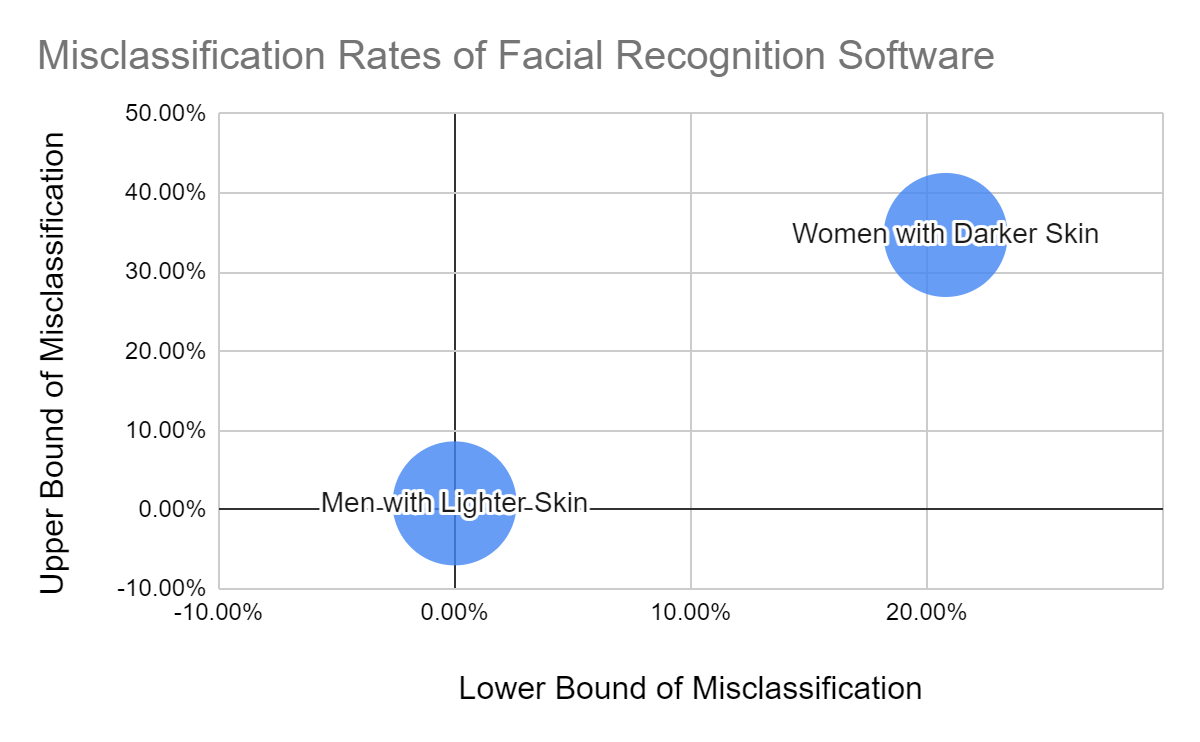 Misclassification Rates of Facial Recognition Software
Upper Bound of Misclassification
50.00%
40.00%
30.00%
20.00%
10.00%
0.00%
-10.00%
Women with Darker Skin
Men with Lighter Skin
-10.00%
0.00%
10.00%
20.00%
Lower Bound of Misclassification